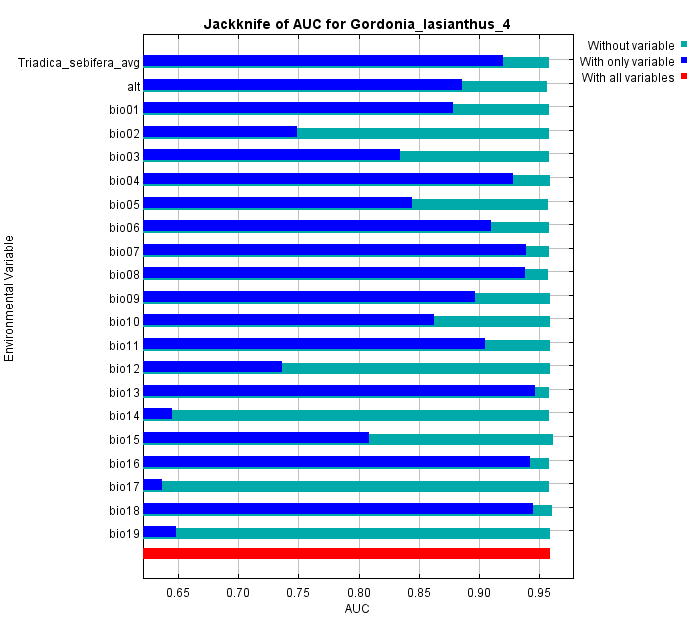 Jackknife of AUC for Gordonia_lasianthus_4
Without variable
With only variable
With all variables
Environmental Variable
Triadica_sebifera_avg
alt
bio01
bio02
bio03
bio04
bio05
bio06
bio07
bio08
bio09
bio10
bio11
bio12
bio13
bio14
bio15
bio16
bio17
bio18
bio19
0.65 0.70 0.75 0.80 0.85 0.90 0.95
AUC